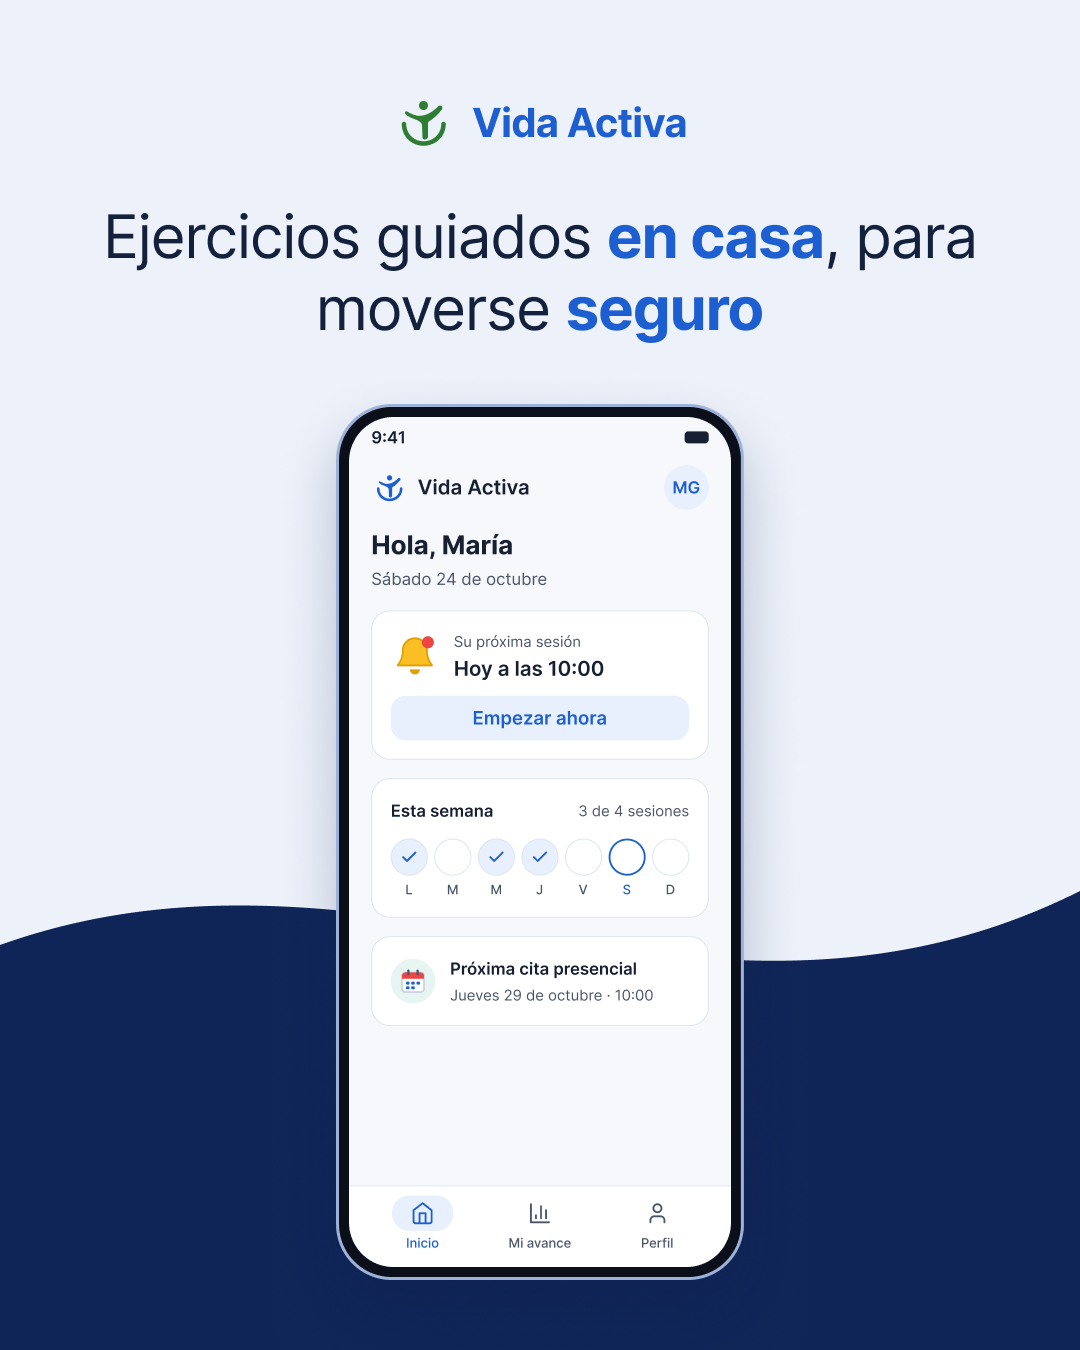 Vida Activa
Ejercicios guiados en casa, para
moverse seguro
9:41
Vida Activa
MG
Hola, María
Sábado 24 de octubre
Su próxima sesión
Hoy a las 10:00
Empezar ahora
Esta semana
3 de 4 sesiones
L M M J V S D
Próxima cita presencial
Jueves 29 de octubre · 10:00
Inicio
Mi avance
Perfil